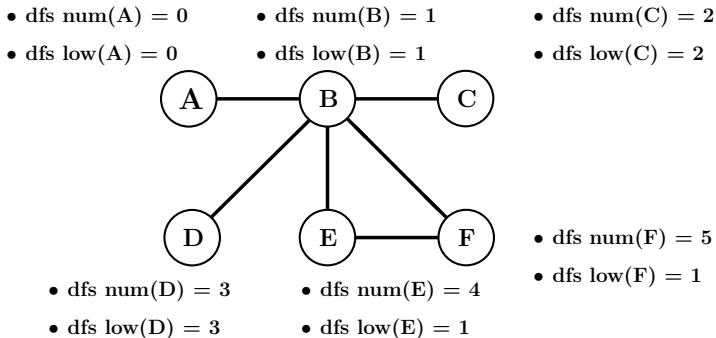 • dfs num(A) = 0
• dfs low(A) = 0
• dfs num(B) = 1
• dfs low(B) = 1
• dfs num(C) = 2
• dfs low(C) = 2
A
B
C
D
E
F
• dfs num(F) = 5
• dfs low(F) = 1
• dfs num(D) = 3
• dfs low(D) = 3
• dfs num(E) = 4
• dfs low(E) = 1